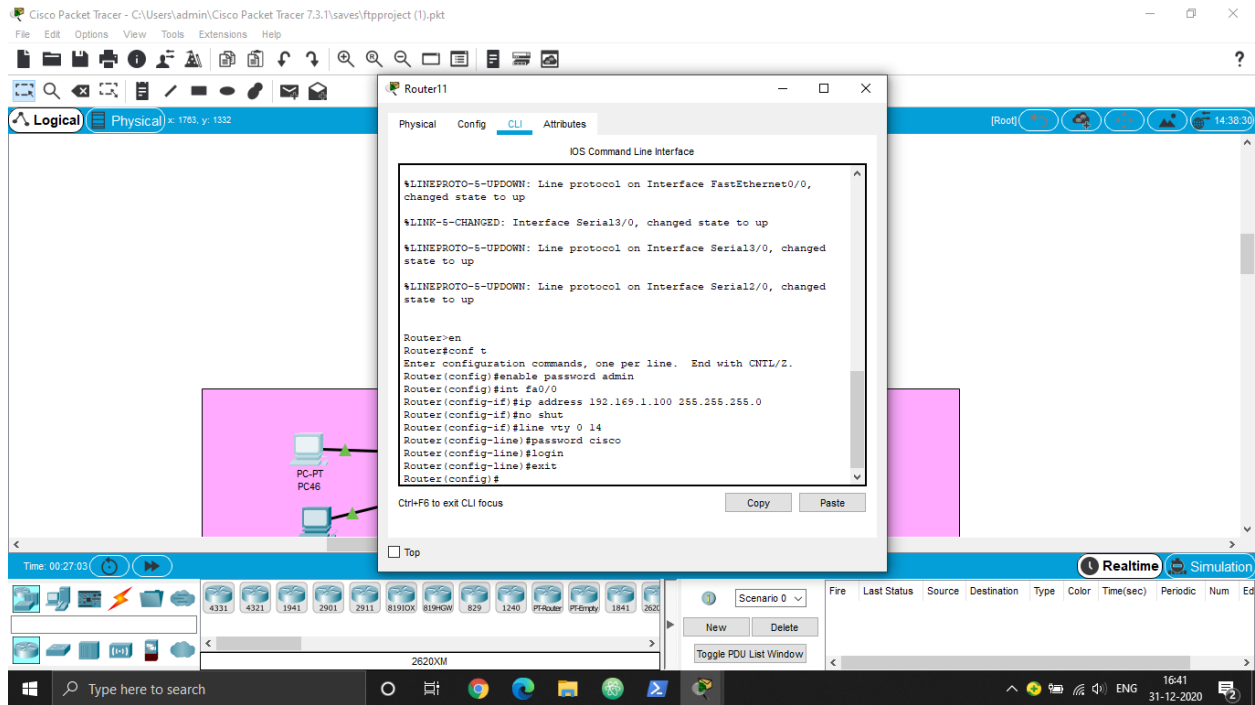 Cisco Packet Tracer - C:\Users\admin\Cisco Packet Tracer 7.3.1\saves\ftpproject (1).pkt
File Edit Options View Tools Extensions Help
?
Router11
Logical Physical x: 1763, y: 1332
[Root] 14:38:30
Physical Config CLI Attributes
IOS Command Line Interface
%LINEPROTO-5-UPDOWN: Line protocol on Interface FastEthernet0/0,
changed state to up
%LINK-5-CHANGED: Interface Serial3/0, changed state to up
%LINEPROTO-5-UPDOWN: Line protocol on Interface Serial3/0, changed
state to up
%LINEPROTO-5-UPDOWN: Line protocol on Interface Serial2/0, changed
state to up
Router>en
Router#conf t
Enter configuration commands, one per line.  End with CNTL/Z.
Router(config)#enable password admin
Router(config)#int fa0/0
Router(config-if)#ip address 192.169.1.100 255.255.255.0
Router(config-if)#no shut
Router(config-if)#line vty 0 14
Router(config-line)#password cisco
Router(config-line)#login
Router(config-line)#exit
Router(config)#
PC-PT
PC46
Ctrl+F6 to exit CLI focus
Copy Paste
Top
Time: 00:27:03
Realtime Simulation
4331 4321 1941 2901 2911 819IOX 819HGW 829 1240 PT-Router PT-Empty 1841 262
Scenario 0
Fire Last Status Source Destination Type Color Time(sec) Periodic Num Ed
New Delete
Toggle PDU List Window
2620XM
Type here to search
ENG
16:41
31-12-2020
2